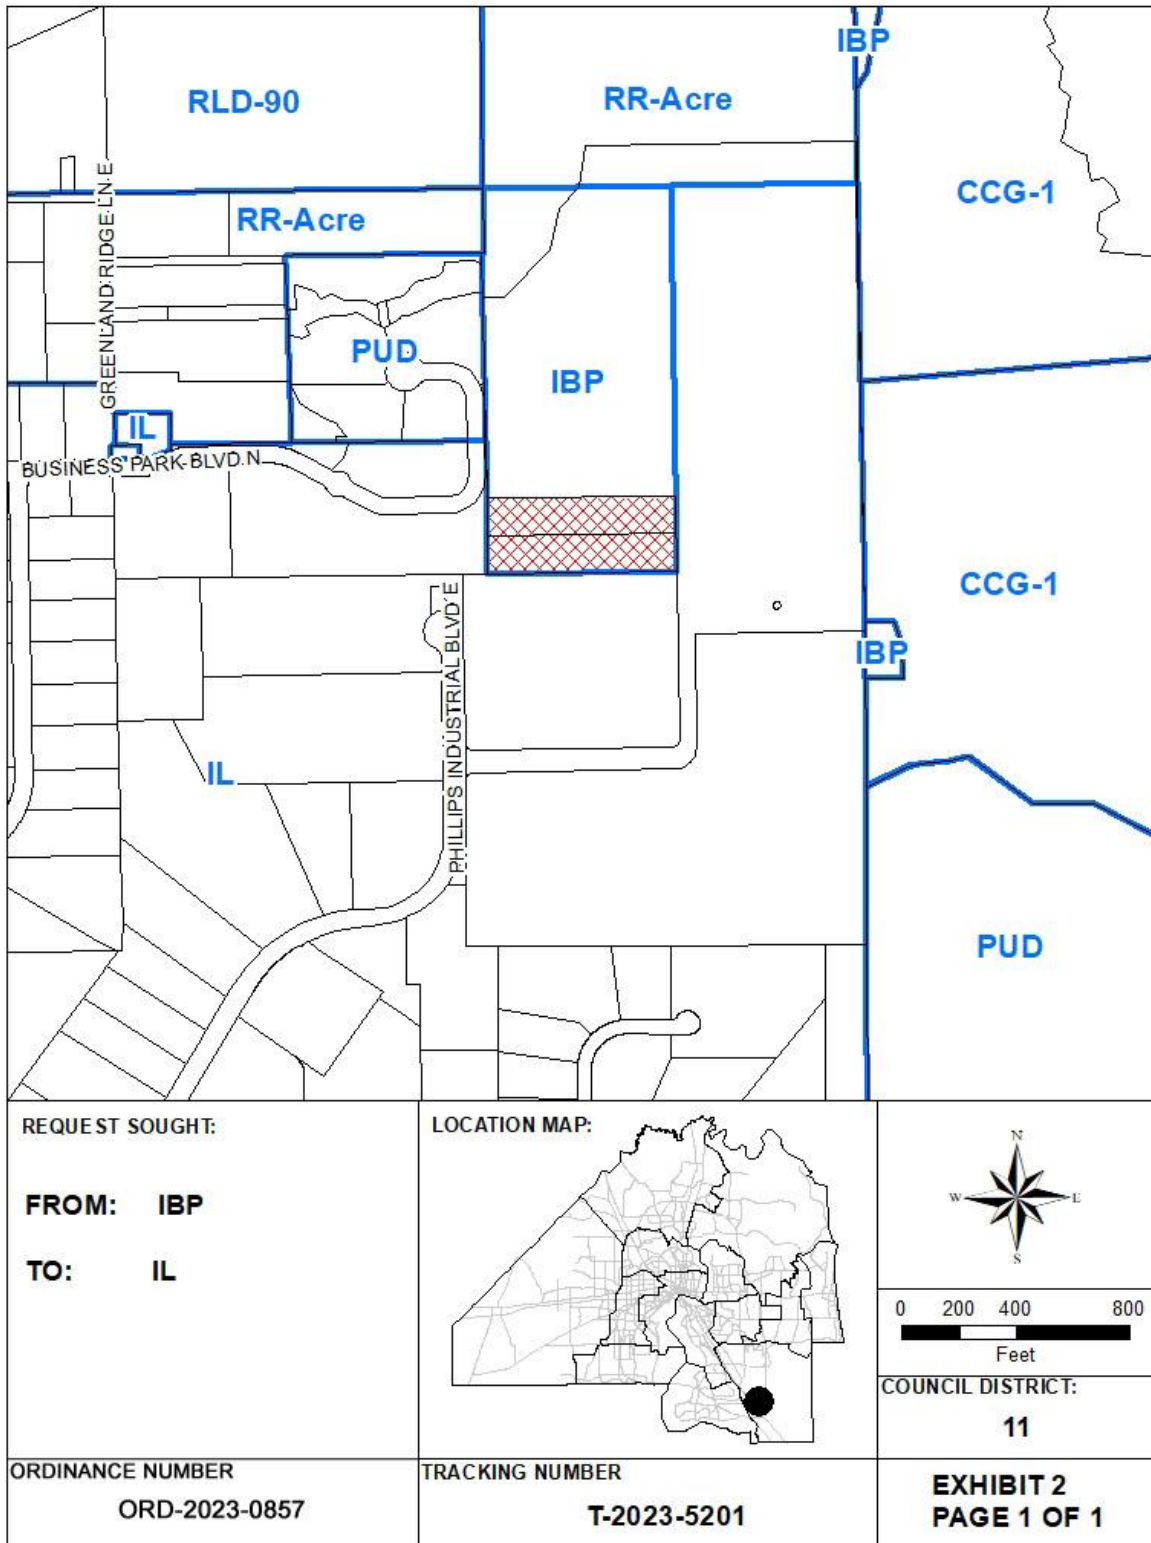 IBP
RLD-90
RR-Acre
CCG-1
RR-Acre
GREENLAND RIDGE LN E
PUD
IBP
IL
BUSINESS PARK BLVD N
CCG-1
PHILLIPS INDUSTRIAL BLVD E
IBP
IL
PUD
REQUEST SOUGHT:
FROM: IBP
TO: IL
LOCATION MAP:
N
W E
S
0 200 400 800
Feet
COUNCIL DISTRICT:
11
ORDINANCE NUMBER
ORD-2023-0857
TRACKING NUMBER
T-2023-5201
EXHIBIT 2
PAGE 1 OF 1